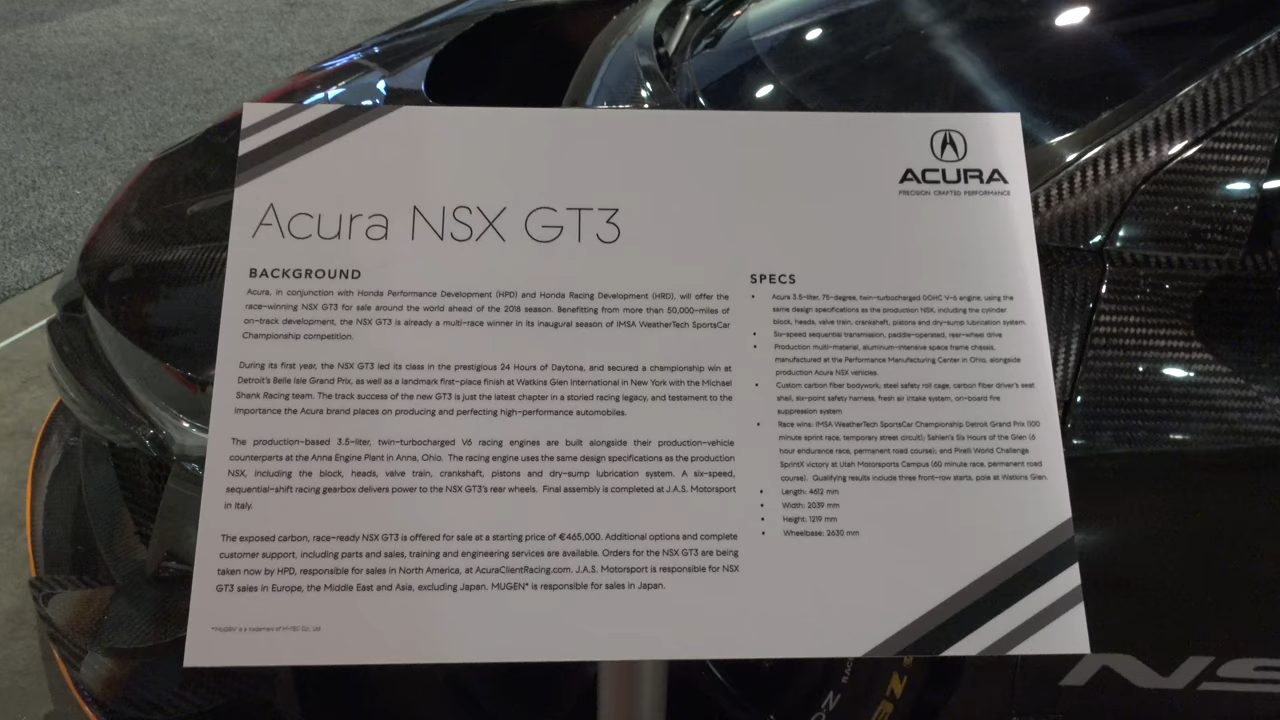 ACURA
PRECISION CRAFTED PERFORMANCE
Acura NSX GT3
BACKGROUND
Acura, in conjunction with Honda Performance Development (HPD) and Honda Racing Development (HRD), will offer the
race-winning NSX GT3 for sale around the world ahead of the 2018 season. Benefitting from more than 50,000-miles of
on-track development, the NSX GT3 is already a multi-race winner in its inaugural season of IMSA WeatherTech SportsCar
Championship competition.
During its first year, the NSX GT3 led its class in the prestigious 24 Hours of Daytona, and secured a championship win at
Detroit's Belle Isle Grand Prix, as well as a landmark first-place finish at Watkins Glen International in New York with the Michael
Shank Racing team. The track success of the new GT3 is just the latest chapter in a storied racing legacy, and testament to the
importance the Acura brand places on producing and perfecting high-performance automobiles.
The production-based 3.5-liter, twin-turbocharged V6 racing engines are built alongside their production-vehicle
counterparts at the Anna Engine Plant in Anna, Ohio. The racing engine uses the same design specifications as the production
NSX, including the block, heads, valve train, crankshaft, pistons and dry-sump lubrication system. A six-speed,
sequential-shift racing gearbox delivers power to the NSX GT3's rear wheels. Final assembly is completed at J.A.S. Motorsport
in Italy.
The exposed carbon, race-ready NSX GT3 is offered for sale at a starting price of €465,000. Additional options and complete
customer support, including parts and sales, training and engineering services are available. Orders for the NSX GT3 are being
taken now by HPD, responsible for sales in North America, at AcuraClientRacing.com. J.A.S. Motorsport is responsible for NSX
GT3 sales in Europe, the Middle East and Asia, excluding Japan. MUGEN* is responsible for sales in Japan.
*"MUGEN" is a trademark of M-TEC Co., Ltd.
SPECS
• Acura 3.5-liter, 75-degree, twin-turbocharged DOHC V-6 engine, using the
same design specifications as the production NSX, including the cylinder
block, heads, valve train, crankshaft, pistons and dry-sump lubrication system.
• Six-speed sequential transmission, paddle-operated, rear-wheel drive
• Production multi-material, aluminum-intensive space frame chassis,
manufactured at the Performance Manufacturing Center in Ohio, alongside
production Acura NSX vehicles.
• Custom carbon fiber bodywork, steel safety roll cage, carbon fiber driver's seat
shell, six-point safety harness, fresh air intake system, on-board fire
suppression system
• Race wins: IMSA WeatherTech SportsCar Championship Detroit Grand Prix (100
minute sprint race, temporary street circuit); Sahlen's Six Hours of the Glen (6
hour endurance race, permanent road course); and Pirelli World Challenge
SprintX victory at Utah Motorsports Campus (60 minute race, permanent road
course). Qualifying results include three front-row starts, pole at Watkins Glen.
• Length: 4612 mm
• Width: 2039 mm
• Height: 1219 mm
• Wheelbase: 2630 mm
NS